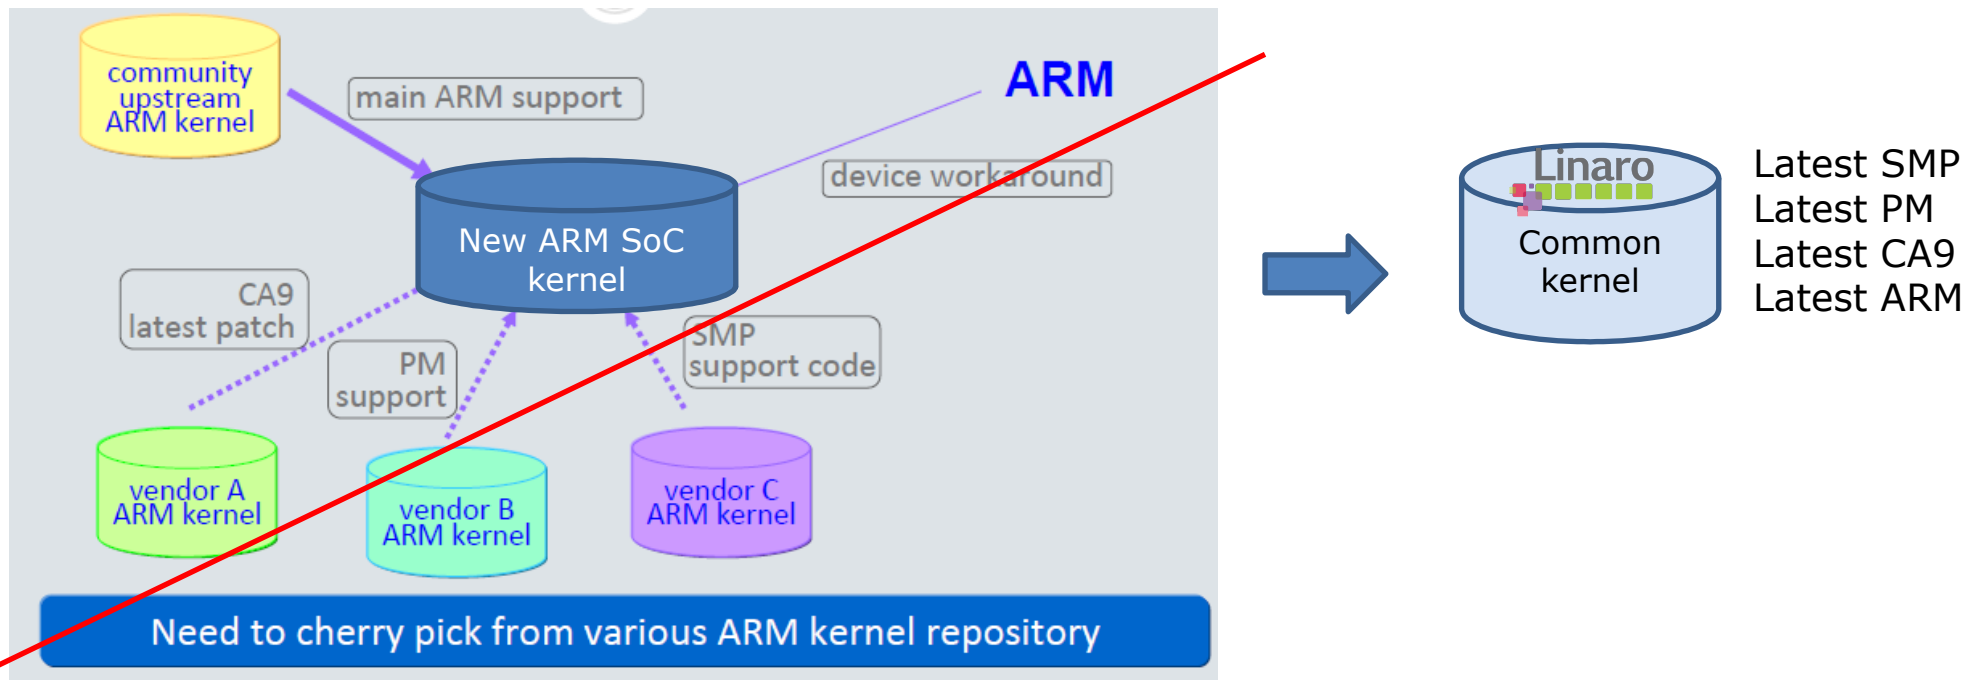 community
upstream
ARM kernel
main ARM support
ARM
device workaround
New ARM SoC
kernel
CA9
latest patch
PM
support
SMP
support code
vendor A
ARM kernel
vendor B
ARM kernel
vendor C
ARM kernel
Need to cherry pick from various ARM kernel repository
Linaro
Common
kernel
Latest SMP
Latest PM
Latest CA9
Latest ARM